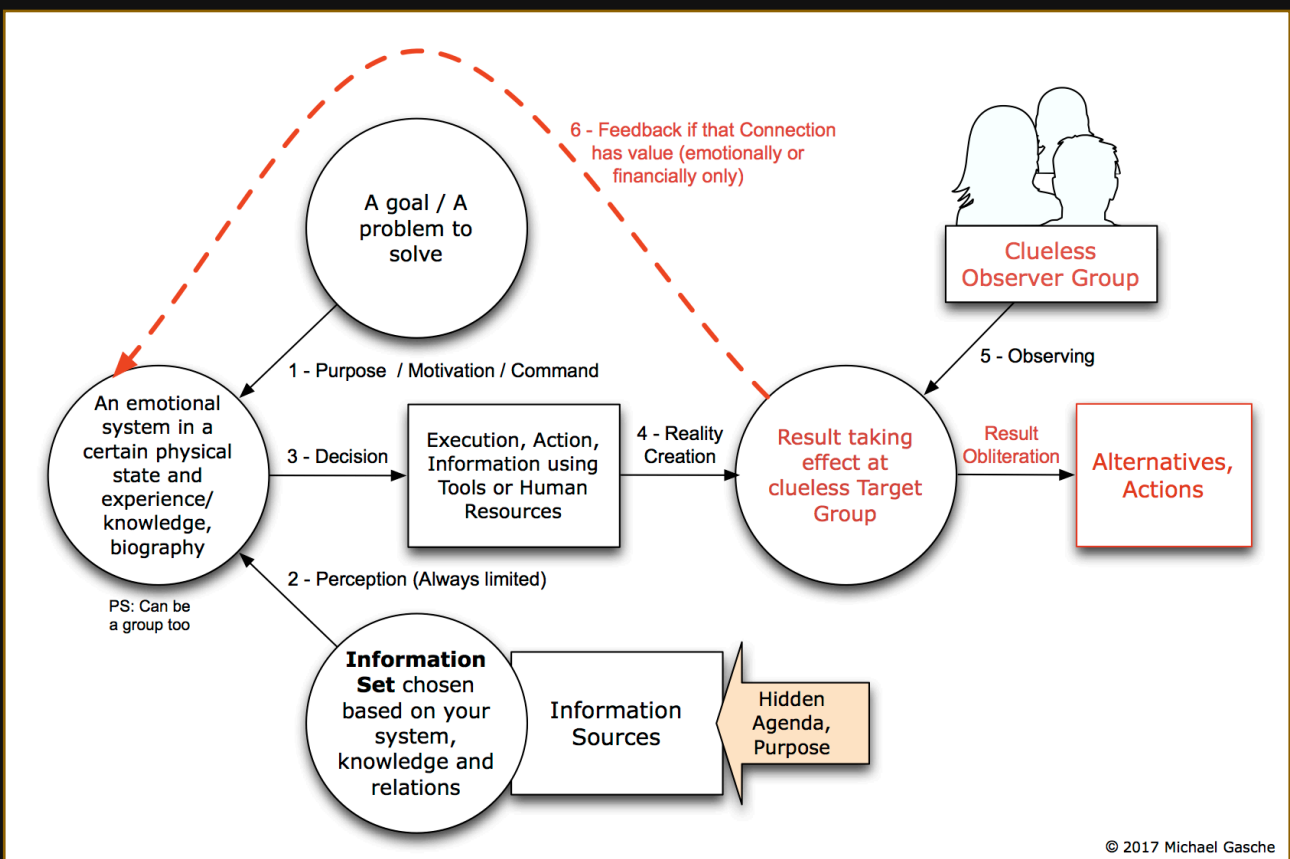 6 - Feedback if that Connection
has value (emotionally or
financially only)
A goal / A
problem to
solve
Clueless
Observer Group
1 - Purpose  / Motivation / Command
5 - Observing
An emotional
system in a
certain physical
state and
experience/
knowledge,
biography
PS: Can be
a group too
3 - Decision
Execution, Action,
Information using
Tools or Human
Resources
4 - Reality
Creation
Result taking
effect at
clueless Target
Group
Result
Obliteration
Alternatives,
Actions
2 - Perception (Always limited)
Information
Set chosen
based on your
system,
knowledge and
relations
Information
Sources
Hidden
Agenda,
Purpose
© 2017 Michael Gasche